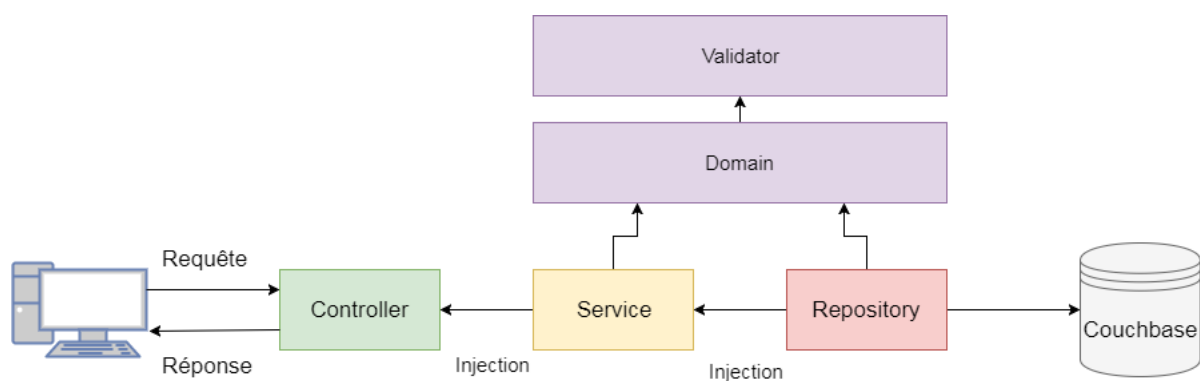 Validator
Domain
Requête
Controller
Service
Repository
Couchbase
Réponse
Injection
Injection